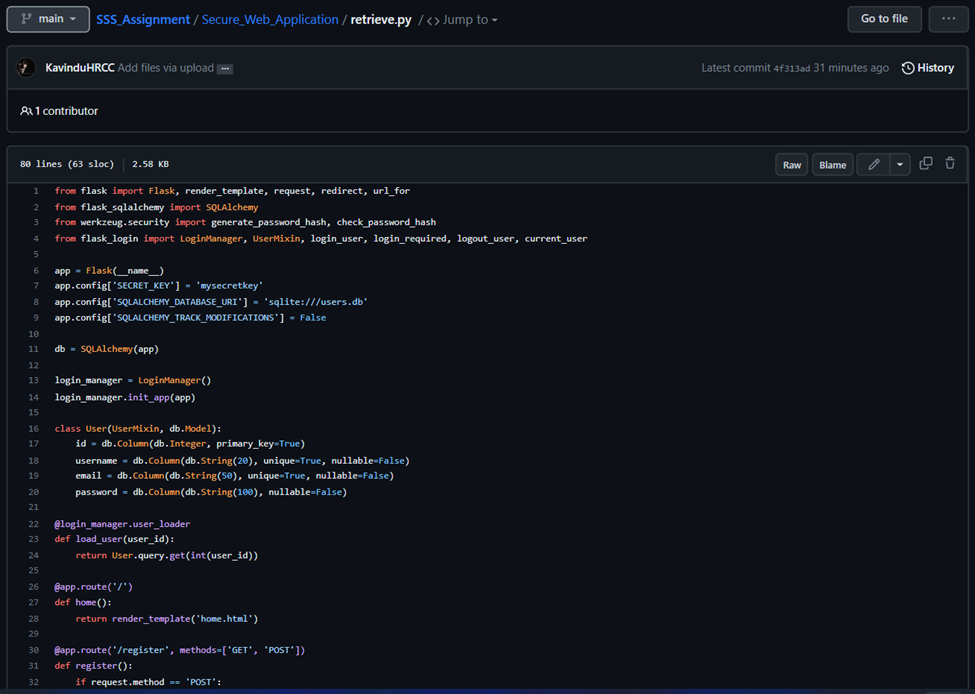 main
SSS_Assignment / Secure_Web_Application / retrieve.py / <> Jump to
Go to file
...
KavinduHRCC Add files via upload ...
Latest commit 4f313ad 31 minutes ago
History
1 contributor
80 lines (63 sloc) | 2.58 KB
Raw
Blame
1 from flask import Flask, render_template, request, redirect, url_for
2 from flask_sqlalchemy import SQLAlchemy
3 from werkzeug.security import generate_password_hash, check_password_hash
4 from flask_login import LoginManager, UserMixin, login_user, login_required, logout_user, current_user
5
6 app = Flask(__name__)
7 app.config['SECRET_KEY'] = 'mysecretkey'
8 app.config['SQLALCHEMY_DATABASE_URI'] = 'sqlite:///users.db'
9 app.config['SQLALCHEMY_TRACK_MODIFICATIONS'] = False
10
11 db = SQLAlchemy(app)
12
13 login_manager = LoginManager()
14 login_manager.init_app(app)
15
16 class User(UserMixin, db.Model):
17     id = db.Column(db.Integer, primary_key=True)
18     username = db.Column(db.String(20), unique=True, nullable=False)
19     email = db.Column(db.String(50), unique=True, nullable=False)
20     password = db.Column(db.String(100), nullable=False)
21
22 @login_manager.user_loader
23 def load_user(user_id):
24     return User.query.get(int(user_id))
25
26 @app.route('/')
27 def home():
28     return render_template('home.html')
29
30 @app.route('/register', methods=['GET', 'POST'])
31 def register():
32     if request.method == 'POST':